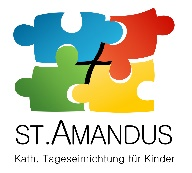 ST.AMANDUS
Kath. Tageseinrichtung für Kinder